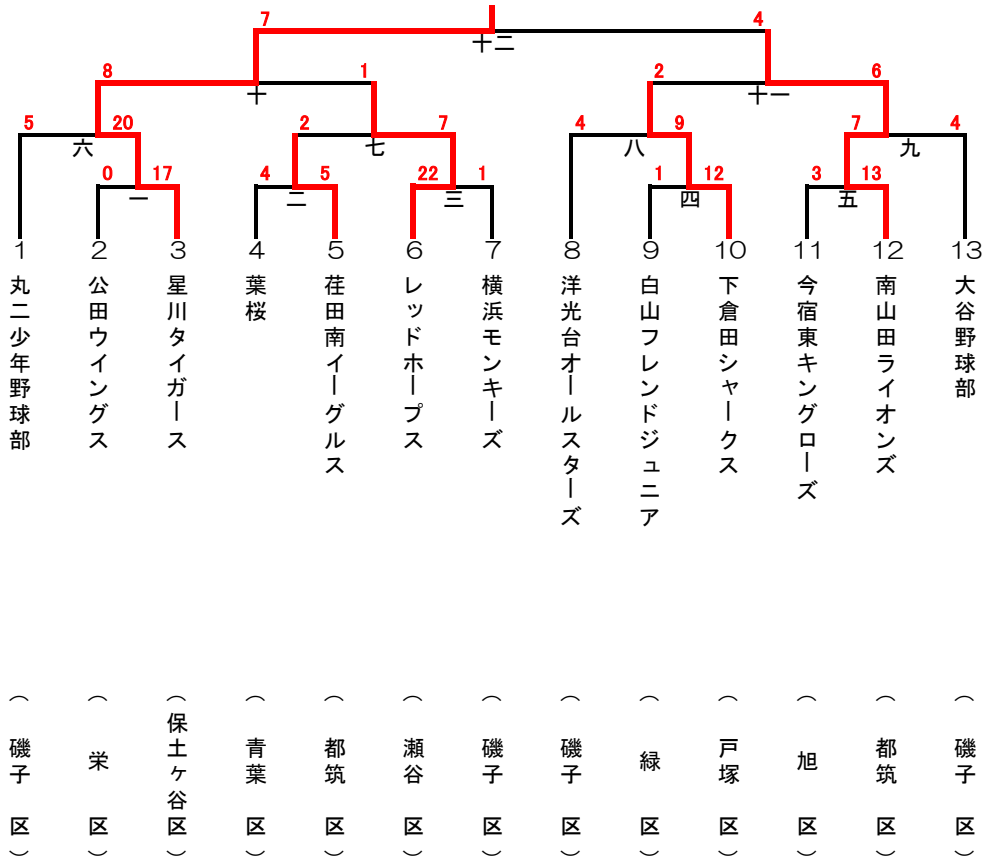 7 4
十二
8 1 2 6
十 十一
5 20 2 7 4 9 7 4
六 七 八 九
0 17 4 5 22 1 1 12 3 13
一 二 三 四 五
1 2 3 4 5 6 7 8 9 10 11 12 13
丸二少年野球部
公田ウイングス
星川タイガース
葉桜
荏田南イーグルス
レッドホープス
横浜モンキーズ
洋光台オールスターズ
白山フレンドジュニア
下倉田シャークス
今宿東キングローズ
南山田ライオンズ
大谷野球部
（磯子区）
（栄区）
（保土ヶ谷区）
（青葉区）
（都筑区）
（瀬谷区）
（磯子区）
（磯子区）
（緑区）
（戸塚区）
（旭区）
（都筑区）
（磯子区）